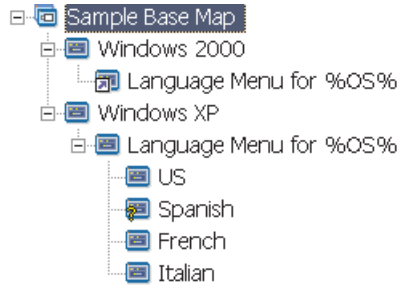 Sample Base Map
Windows 2000
Language Menu for %OS%
Windows XP
Language Menu for %OS%
US
Spanish
French
Italian